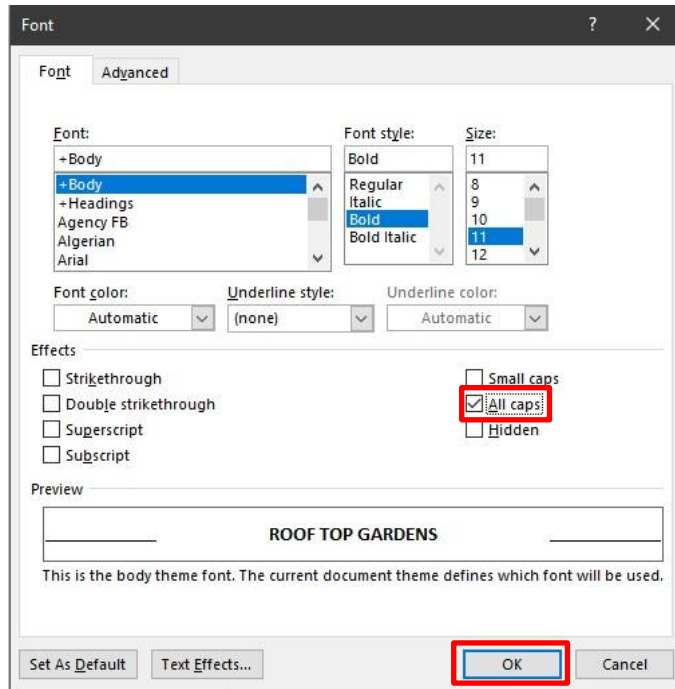 Font ? ×
Font Advanced
Font: Font style: Size:
+Body Bold 11
+Body Regular 8
+Headings Italic 9
Agency FB Bold 10
Algerian Bold Italic 11
Arial 12
Font color: Underline style: Underline color:
Automatic (none) Automatic
Effects
Strikethrough Small caps
Double strikethrough All caps
Superscript Hidden
Subscript
Preview
ROOF TOP GARDENS
This is the body theme font. The current document theme defines which font will be used.
Set As Default Text Effects... OK Cancel